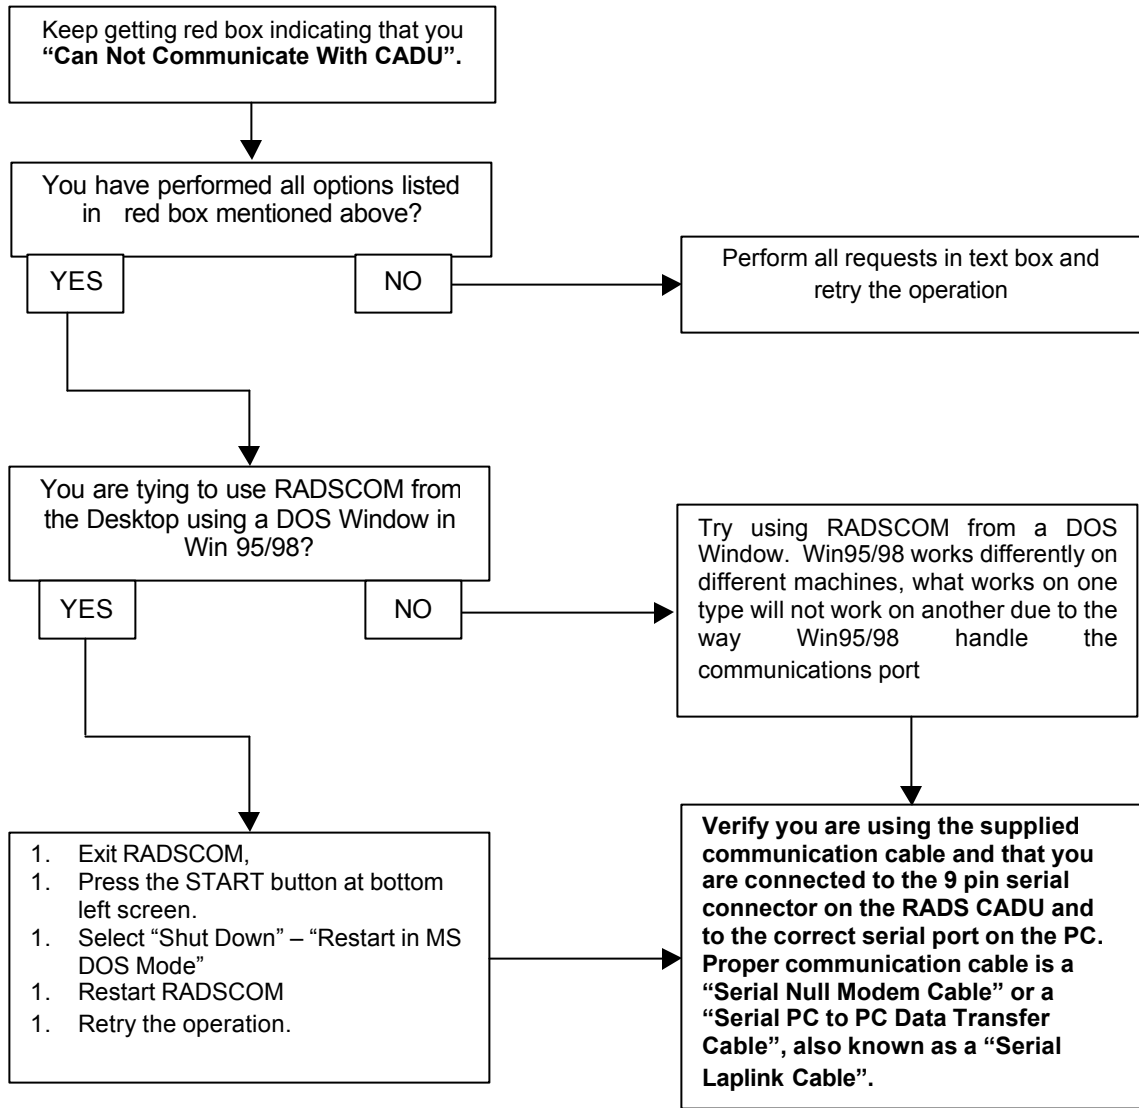 Keep getting red box indicating that you
“Can Not Communicate With CADU”.
You have performed all options listed
in red box mentioned above?
YES
NO
Perform all requests in text box and
retry the operation
You are tying to use RADSCOM from
the Desktop using a DOS Window in
Win 95/98?
YES
NO
Try using RADSCOM from a DOS
Window. Win95/98 works differently on
different machines, what works on one
type will not work on another due to the
way Win95/98 handle the
communications port
1. Exit RADSCOM,
1. Press the START button at bottom
left screen.
1. Select “Shut Down” – “Restart in MS
DOS Mode”
1. Restart RADSCOM
1. Retry the operation.
Verify you are using the supplied
communication cable and that you
are connected to the 9 pin serial
connector on the RADS CADU and
to the correct serial port on the PC.
Proper communication cable is a
“Serial Null Modem Cable” or a
“Serial PC to PC Data Transfer
Cable”, also known as a “Serial
Laplink Cable”.